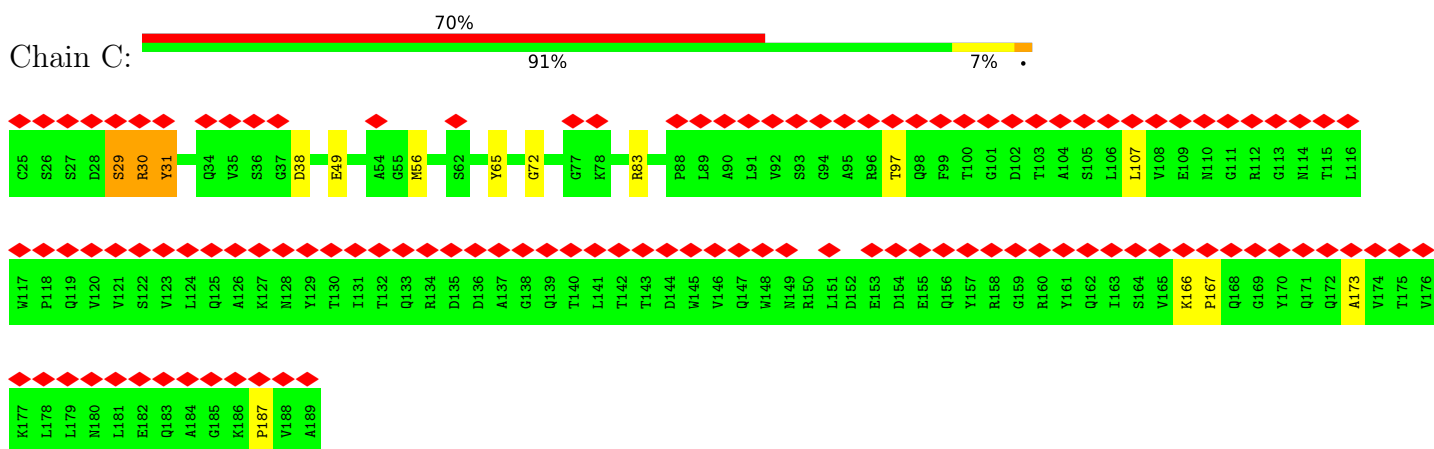 70%
Chain C:
91% 7% •
C25 S26 S27 D28 S29 R30 Y31 Q34 V35 S36 G37 D38 E49 A54 G55 M56 S62 Y65 G72 G77 K78 R83 P88 L89 A90 L91 V92 S93 G94 A95 R96 T97 Q98 F99 T100 G101 D102 T103 A104 S105 L106 L107 V108 E109 N110 G111 R112 G113 N114 T115 L116
W117 P118 Q119 V120 V121 S122 V123 L124 Q125 A126 K127 N128 Y129 T130 I131 T132 Q133 R134 D135 D136 A137 G138 Q139 T140 L141 T142 T143 D144 W145 V146 Q147 W148 N149 R150 L151 D152 E153 D154 E155 Q156 Y157 R158 G159 R160 Y161 Q162 I163 S164 V165 K166 P167 Q168 G169 Y170 Q171 Q172 A173 V174 T175 V176
K177 L178 L179 N180 L181 E182 Q183 A184 G185 K186 P187 V188 A189